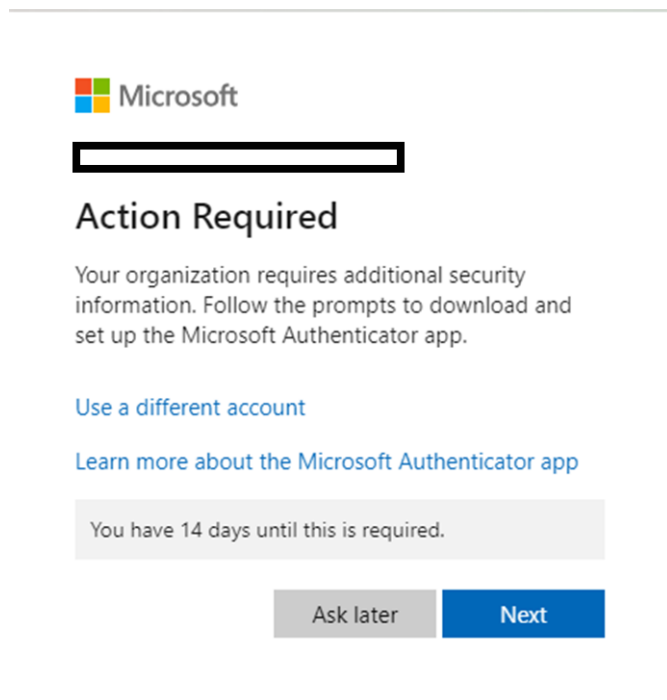 Microsoft
Action Required
Your organization requires additional security
information. Follow the prompts to download and
set up the Microsoft Authenticator app.
Use a different account
Learn more about the Microsoft Authenticator app
You have 14 days until this is required.
Ask later
Next